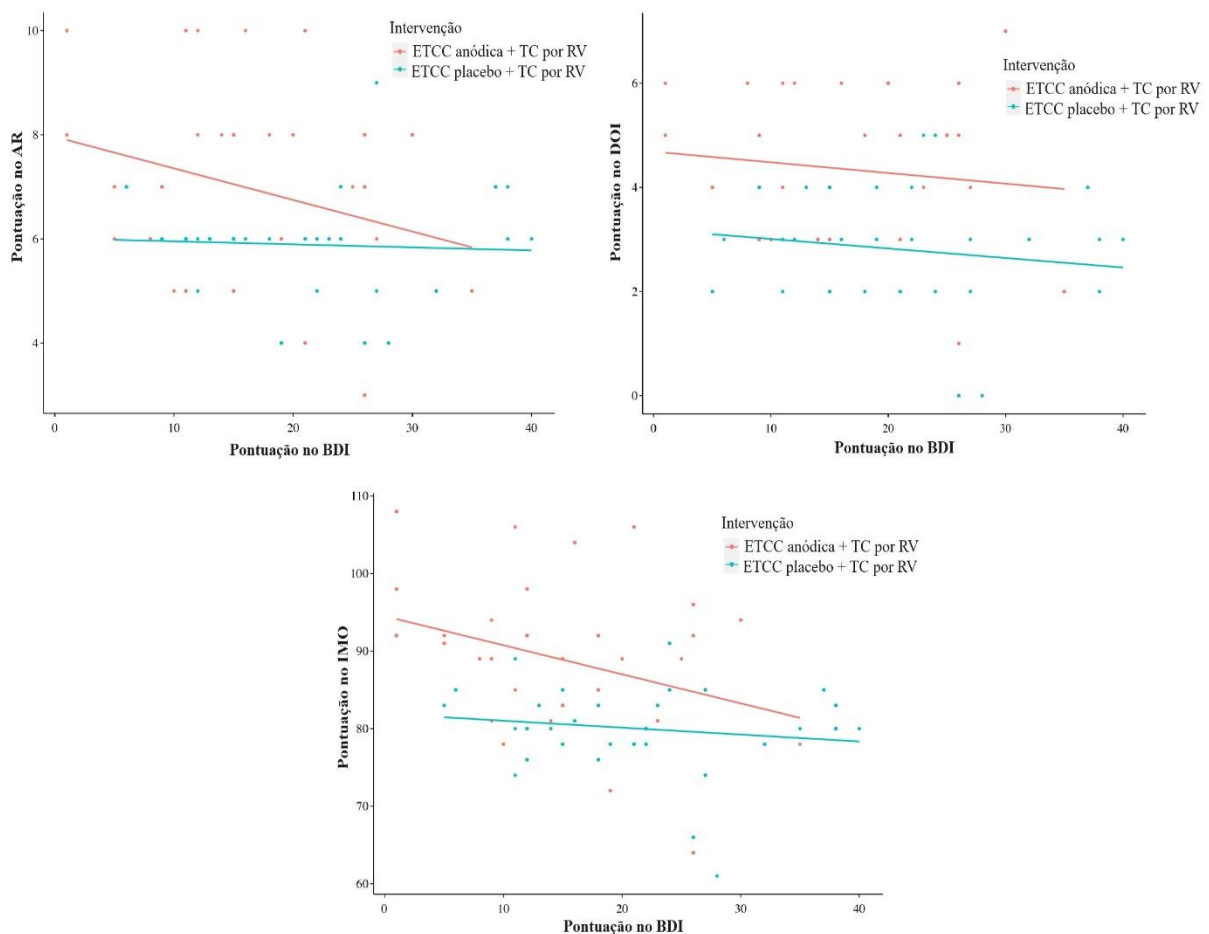 Intervenção
ETCC anódica + TC por RV
ETCC placebo + TC por RV
Pontuação no AR
10
8
6
4
0 10 20 30 40
Pontuação no BDI
Intervenção
ETCC anódica + TC por RV
ETCC placebo + TC por RV
Pontuação no DOI
6
4
2
0
0 10 20 30 40
Pontuação no BDI
Intervenção
ETCC anódica + TC por RV
ETCC placebo + TC por RV
Pontuação no IMO
110
100
90
80
70
60
0 10 20 30 40
Pontuação no BDI